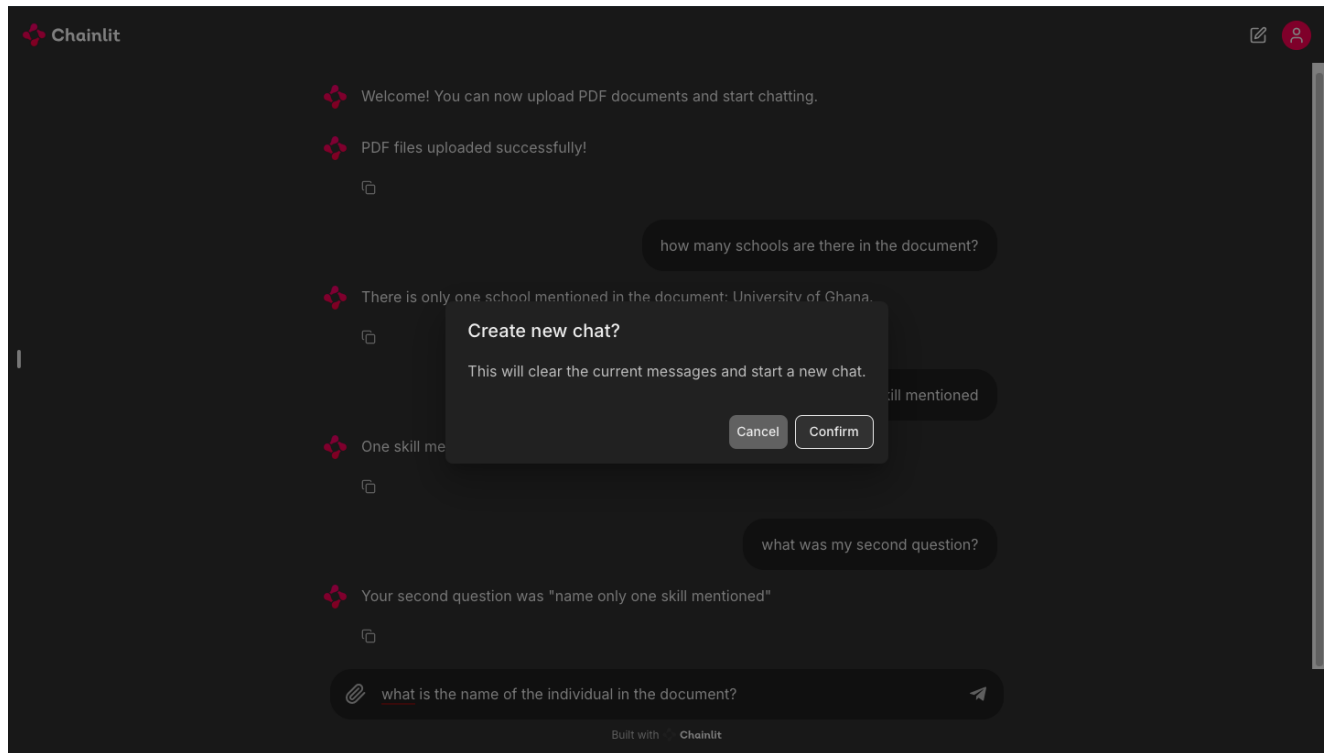 Chainlit
Welcome! You can now upload PDF documents and start chatting.
PDF files uploaded successfully!
how many schools are there in the document?
There is only one school mentioned in the document: University of Ghana.
Create new chat?
This will clear the current messages and start a new chat.
mentioned
Cancel Confirm
One skill
what was my second question?
Your second question was "name only one skill mentioned"
what is the name of the individual in the document?
Built with Chainlit